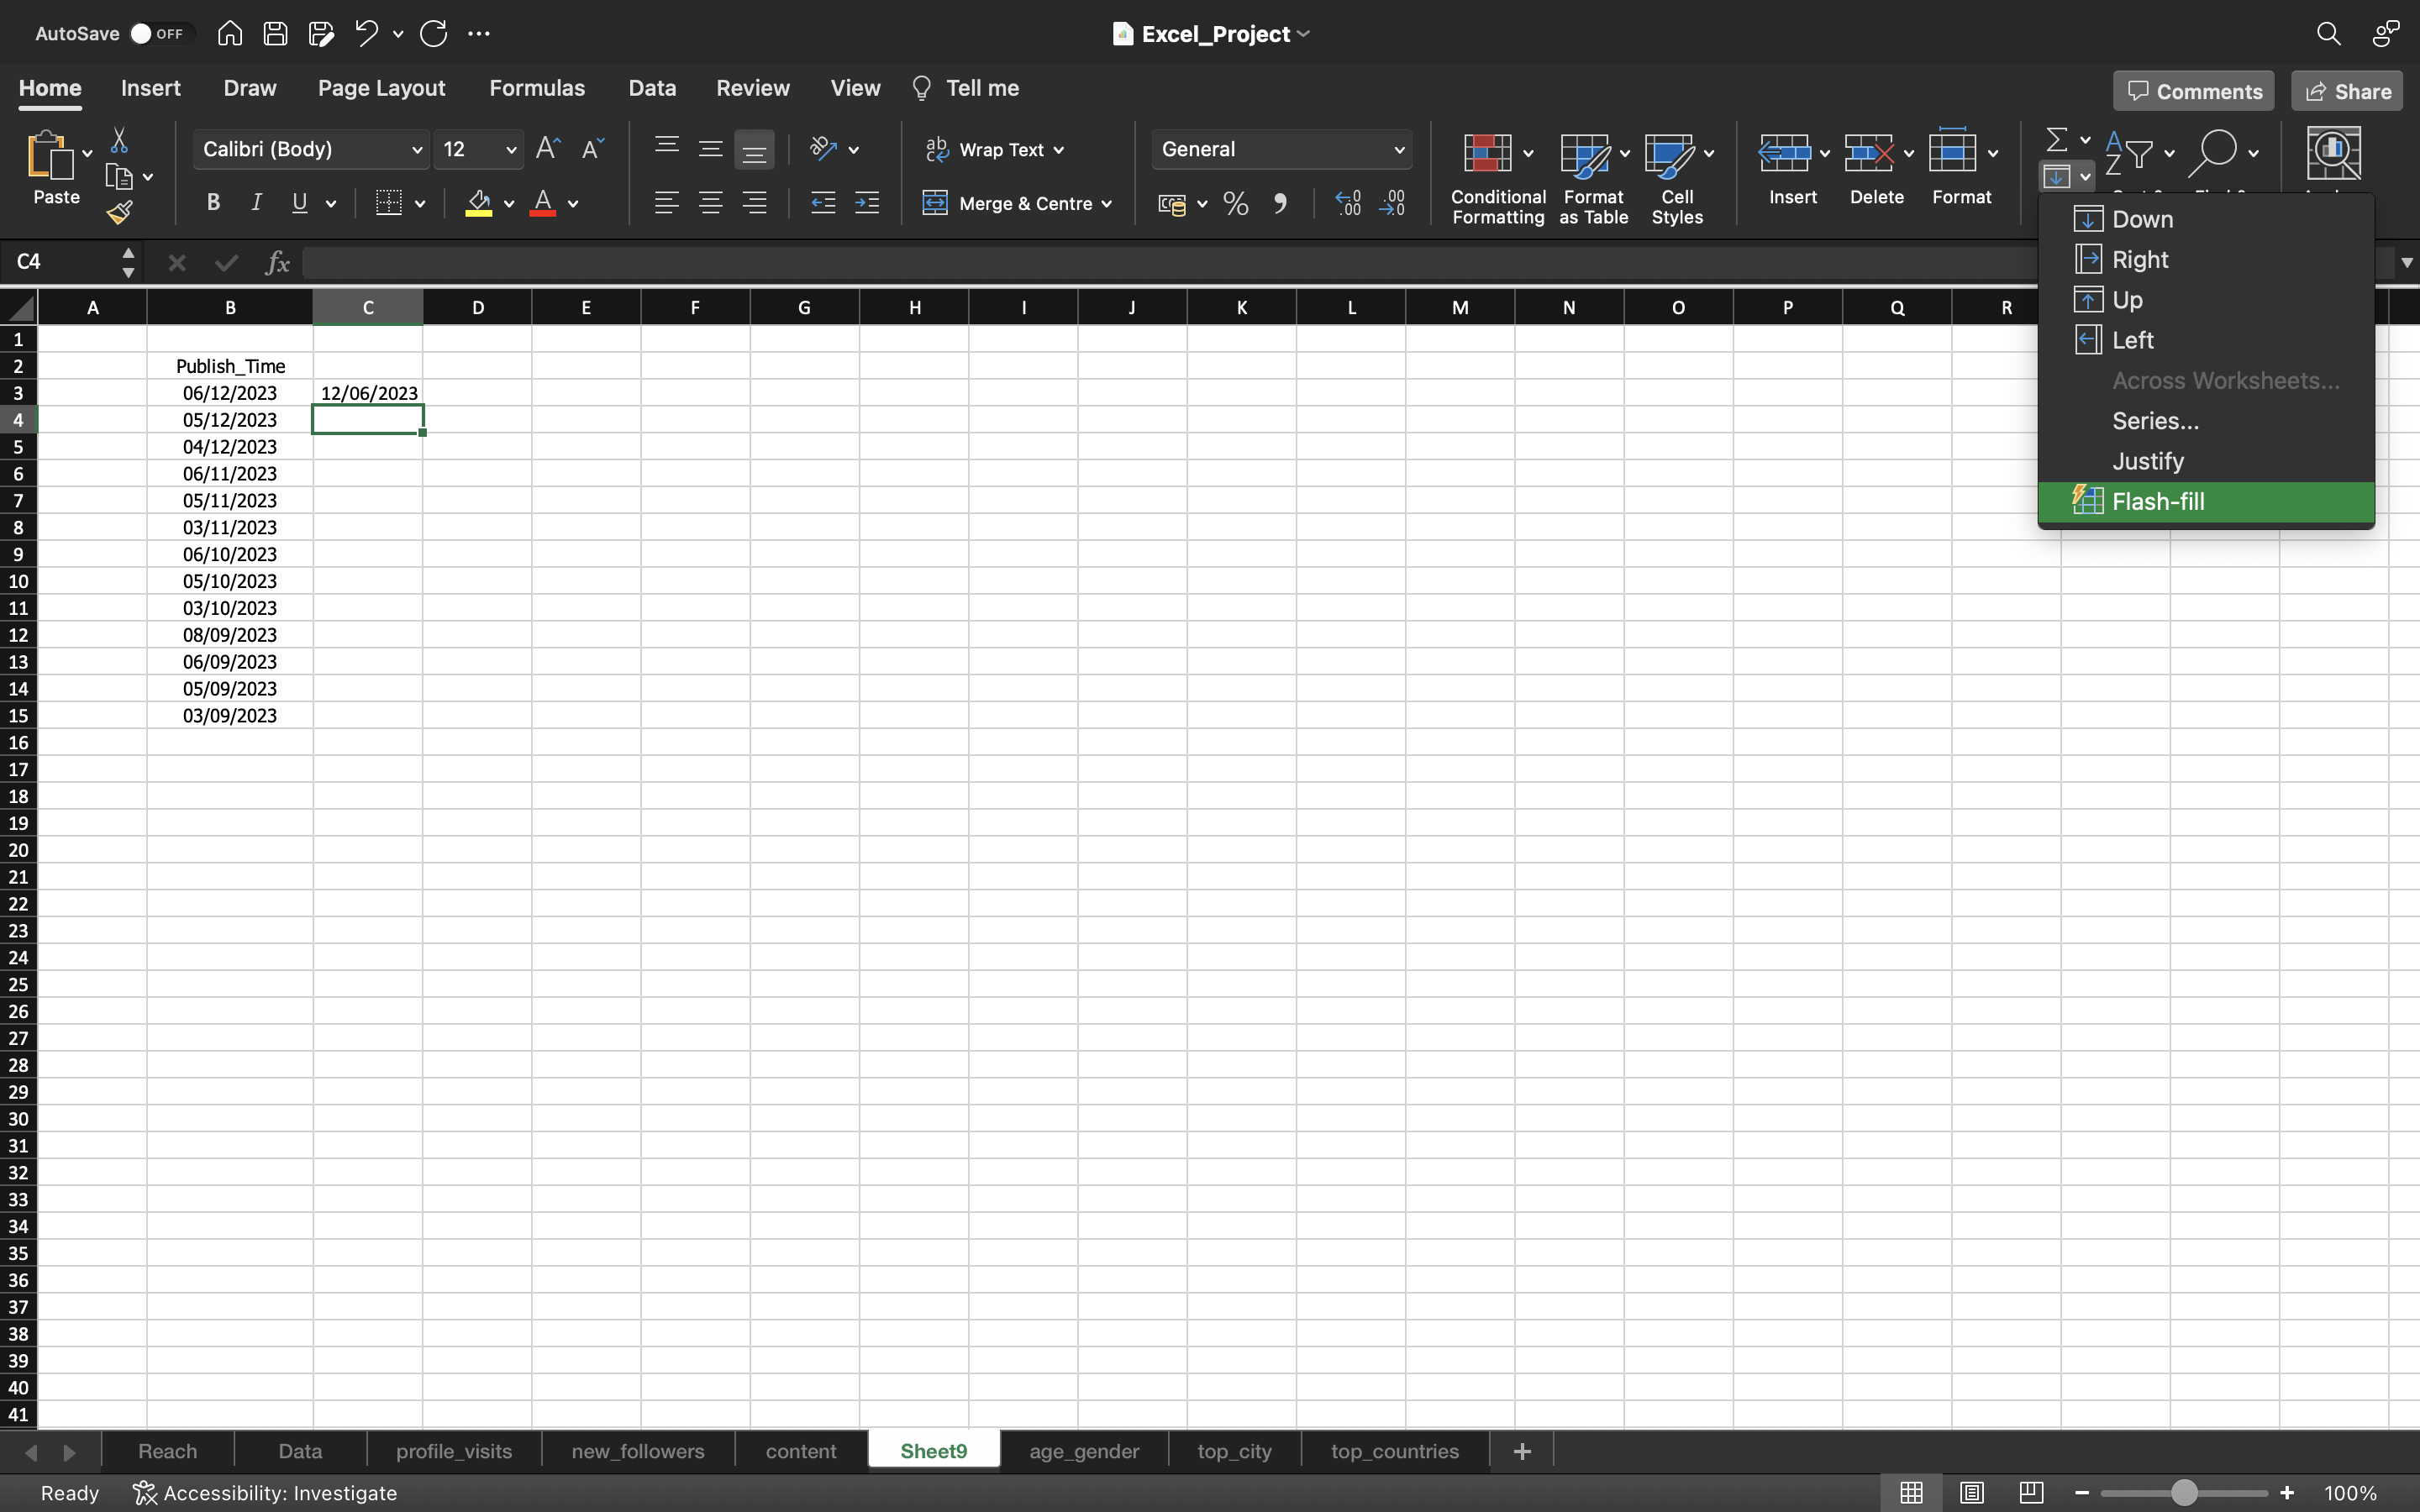 AutoSave OFF Excel_Project
Home Insert Draw Page Layout Formulas Data Review View Tell me Comments Share
Calibri (Body) 12 Wrap Text General
Paste B I U Merge & Centre Conditional Formatting Format as Table Cell Styles Insert Delete Format
C4 fx
Down
Right
Up
Left
Across Worksheets...
Series...
Justify
Flash-fill
A B C D E F G H I J K L M N O P Q R
1
2 Publish_Time
3 06/12/2023 12/06/2023
4 05/12/2023
5 04/12/2023
6 06/11/2023
7 05/11/2023
8 03/11/2023
9 06/10/2023
10 05/10/2023
11 03/10/2023
12 08/09/2023
13 06/09/2023
14 05/09/2023
15 03/09/2023
16
17
18
19
20
21
22
23
24
25
26
27
28
29
30
31
32
33
34
35
36
37
38
39
40
41
Reach Data profile_visits new_followers content Sheet9 age_gender top_city top_countries +
Ready Accessibility: Investigate 100%